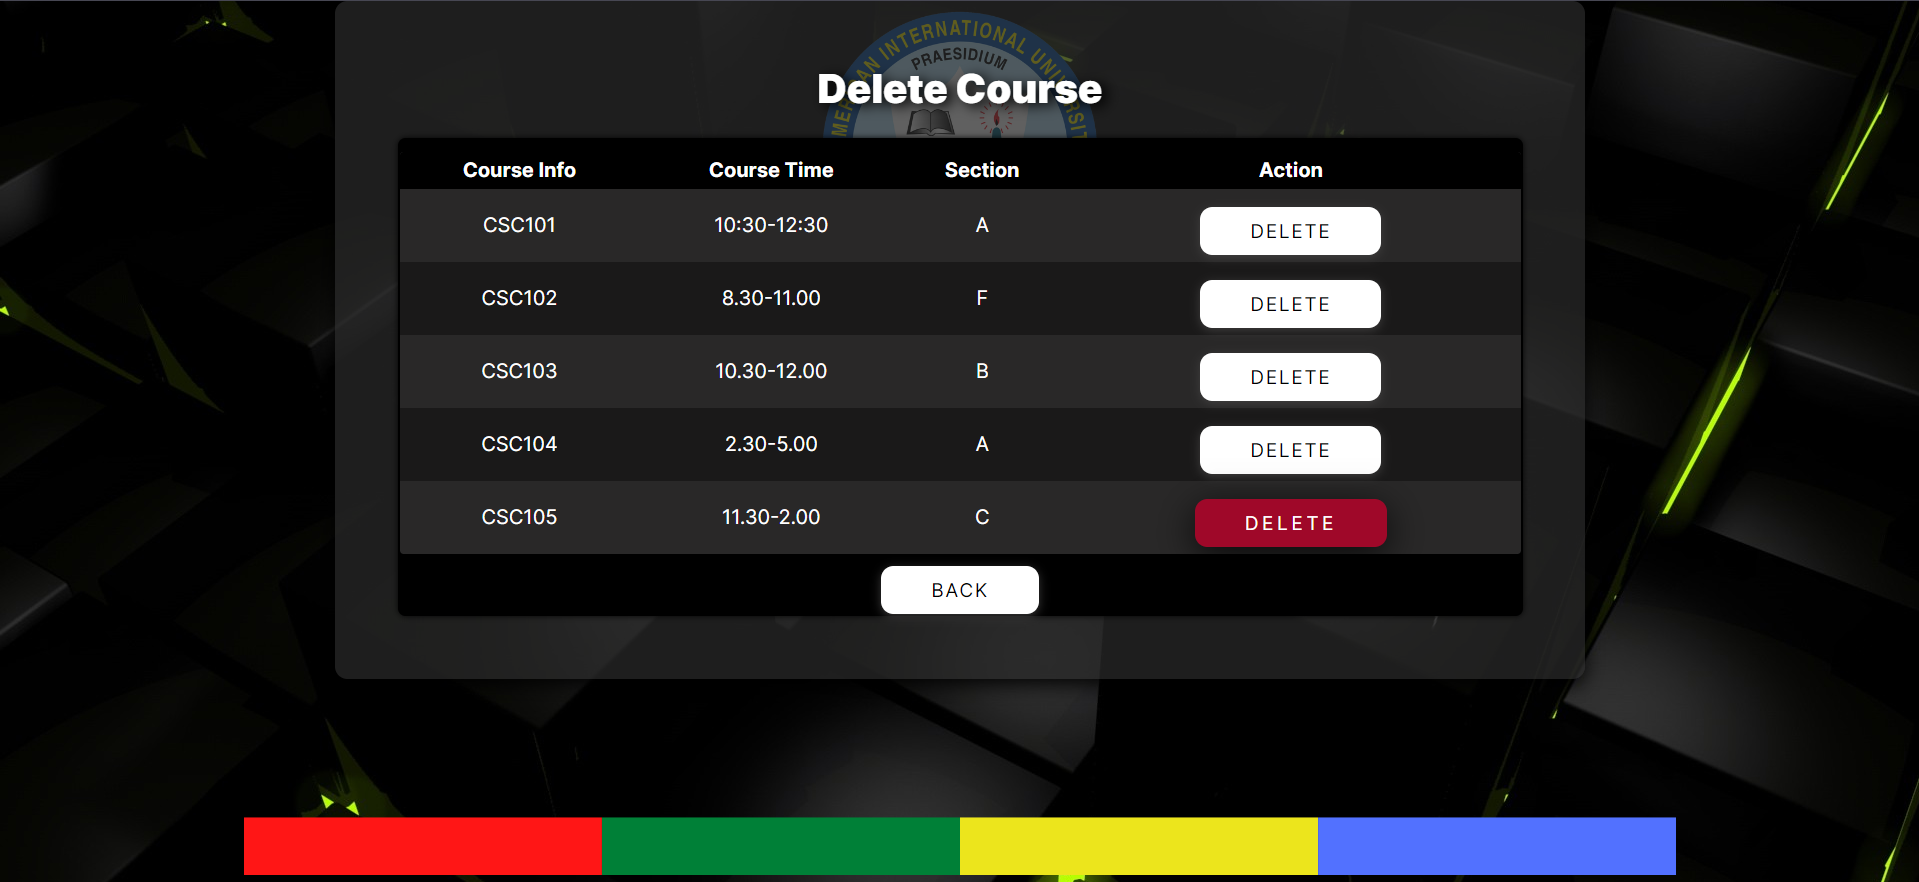 INTERNATIONAL
PRAESIDIUM
Delete Course
Course Info Course Time Section Action
CSC101 10:30-12:30 A DELETE
CSC102 8.30-11.00 F DELETE
CSC103 10.30-12.00 B DELETE
CSC104 2.30-5.00 A DELETE
CSC105 11.30-2.00 C DELETE
BACK